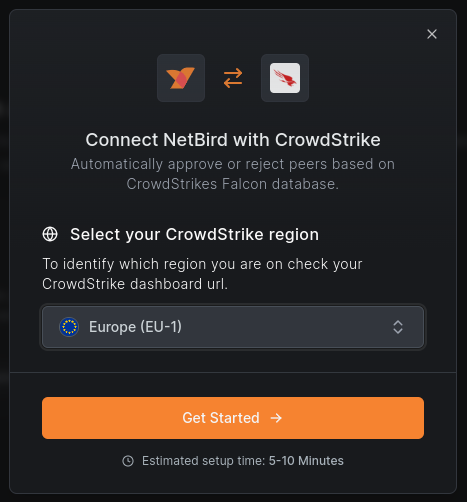 Connect NetBird with CrowdStrike
Automatically approve or reject peers based on
CrowdStrikes Falcon database.
Select your CrowdStrike region
To identify which region you are on check your
CrowdStrike dashboard url.
Europe (EU-1)
Get Started
Estimated setup time: 5-10 Minutes